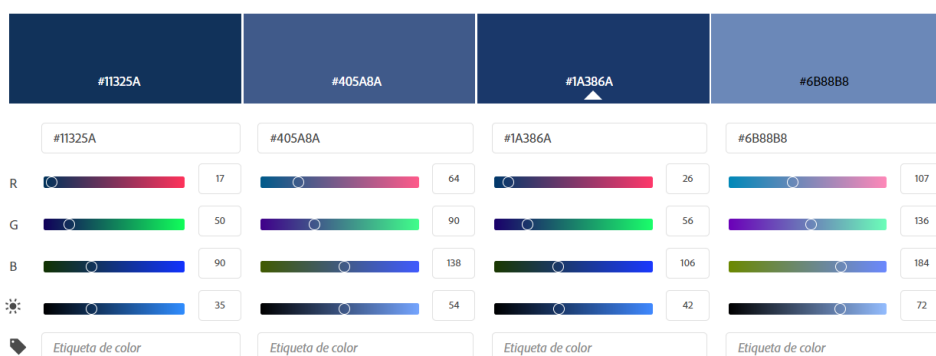 #11325A #405A8A #1A386A #6B88B8
#11325A #405A8A #1A386A #6B88B8
R 17 64 26 107
G 50 90 56 136
B 90 138 106 184
35 54 42 72
Etiqueta de color Etiqueta de color Etiqueta de color Etiqueta de color